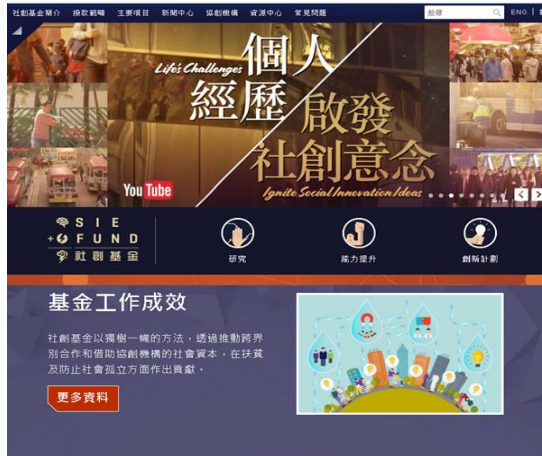 社創基金簡介 撥款範疇 主要項目 新聞中心 協創機構 資源中心 常見問題 搜尋 ENG
Life's Challenges
個人
經歷
啟發
社創意念
Ignite Social Innovation Ideas
You Tube
SIE
FUND
社創基金
研究
能力提升
創新計劃
基金工作成效
社創基金以獨樹一幟的方法，透過推動跨界
別合作和借助協創機構的社會資本，在扶貧
及防止社會孤立方面作出貢獻。
更多資料